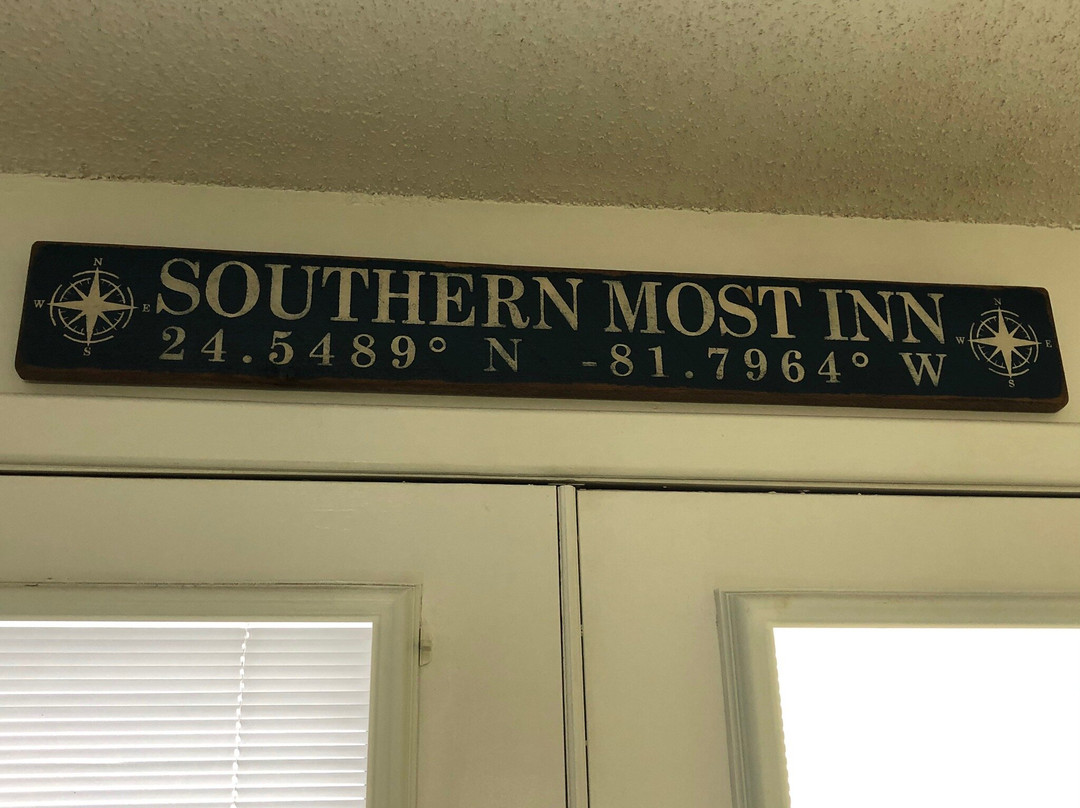 SOUTHERN MOST INN
24.5489° N -81.7964° W
N
W E
S
N
W E
S